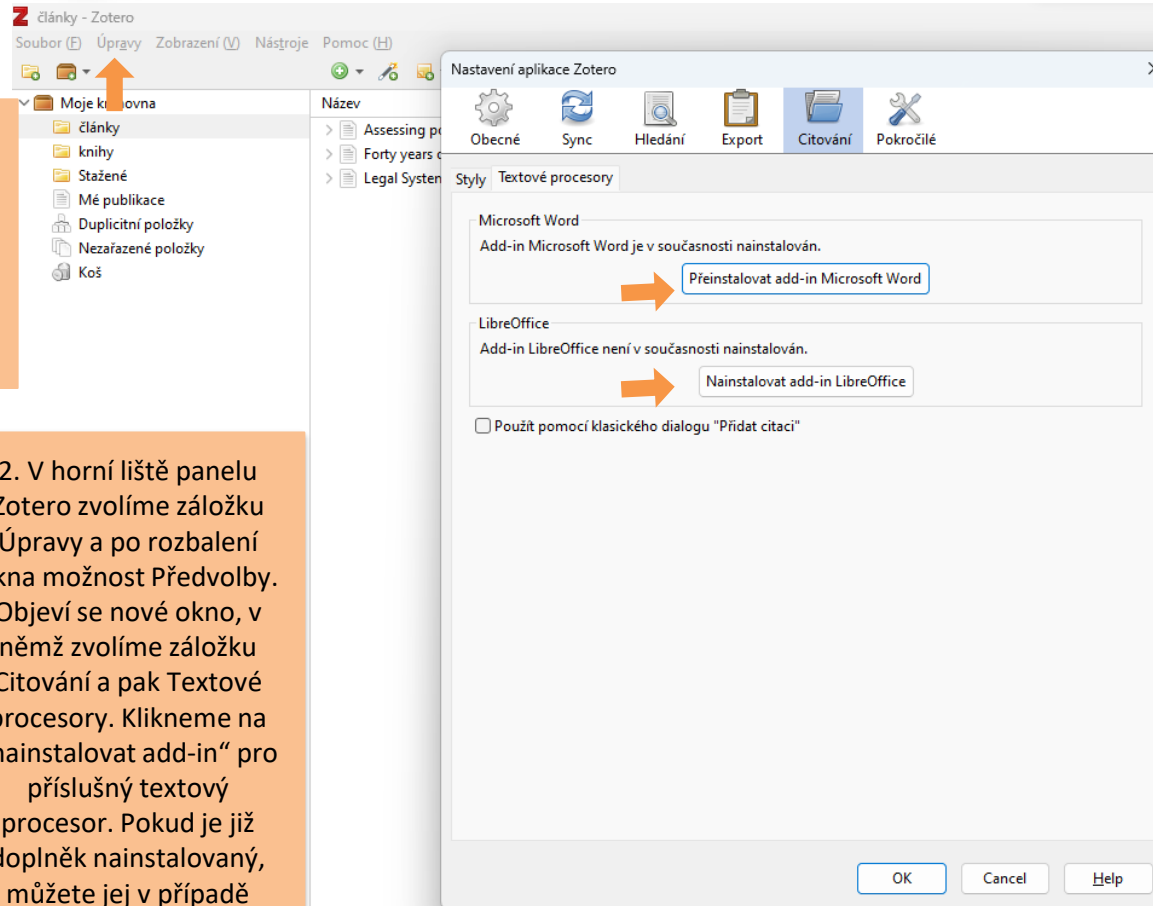 články - Zotero
Soubor (F) Úpravy Zobrazení (V) Nástroje Pomoc (H)
Moje knihovna
články
knihy
Stažené
Mé publikace
Duplicitní položky
Nezařazené položky
Koš
Název
Assessing
Forty years
Legal System
Nastavení aplikace Zotero
Obecné Sync Hledání Export Citování Pokročilé
Styly Textové procesory
Microsoft Word
Add-in Microsoft Word je v současnosti nainstalován.
Přeinstalovat add-in Microsoft Word
LibreOffice
Add-in LibreOffice není v současnosti nainstalován.
Nainstalovat add-in LibreOffice
Použít pomocí klasického dialogu "Přidat citaci"
OK Cancel Help
2. V horní liště panelu
Zotero zvolíme záložku
Úpravy a po rozbalení
okna možnost Předvolby.
Objeví se nové okno, v
němž zvolíme záložku
Citování a pak Textové
procesory. Klikneme na
nainstalovat add-in“ pro
příslušný textový
procesor. Pokud je již
doplněk nainstalovaný,
můžete jej v případě